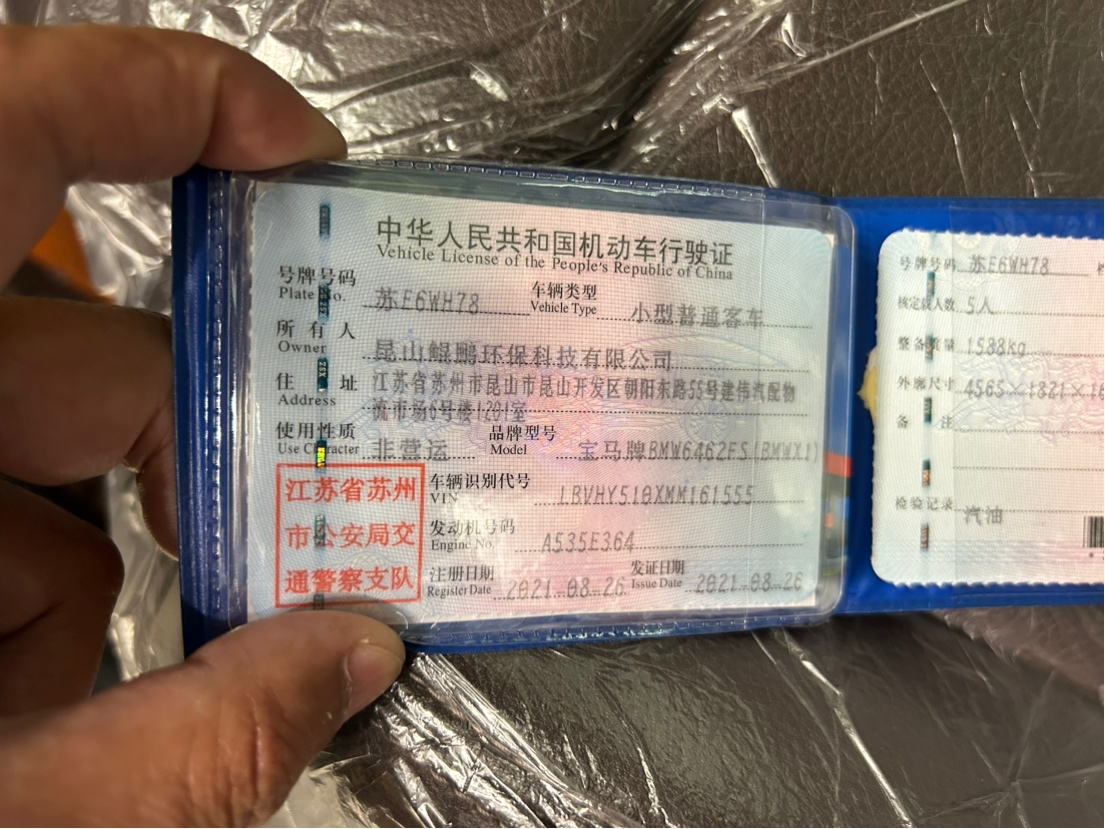 中华人民共和国机动车行驶证
Vehicle License of the People's Republic of China
号牌号码 苏E6WH78 车辆类型 小型普通客车
Plate No. Vehicle Type
所有人 昆山鲲鹏环保科技有限公司
Owner
住址 江苏省苏州市昆山市昆山开发区朝阳东路55号建伟汽配物
Address 流市场6号楼1201室
使用性质 非营运 品牌型号 宝马牌BMW6462FS(BMWX1)
Use Character Model
江苏省苏州
市公安局交
通警察支队
车辆识别代号 LBVHY510XMM161555
VIN
发动机号码 A535E364
Engine No.
注册日期 2021-08-26 发证日期 2021-08-26
Register Date Issue Date
号牌号码 苏E6WH78
核定载人数 5人
整备质量 1588kg
外廓尺寸 4565×1821×16
备注
检验记录 汽油